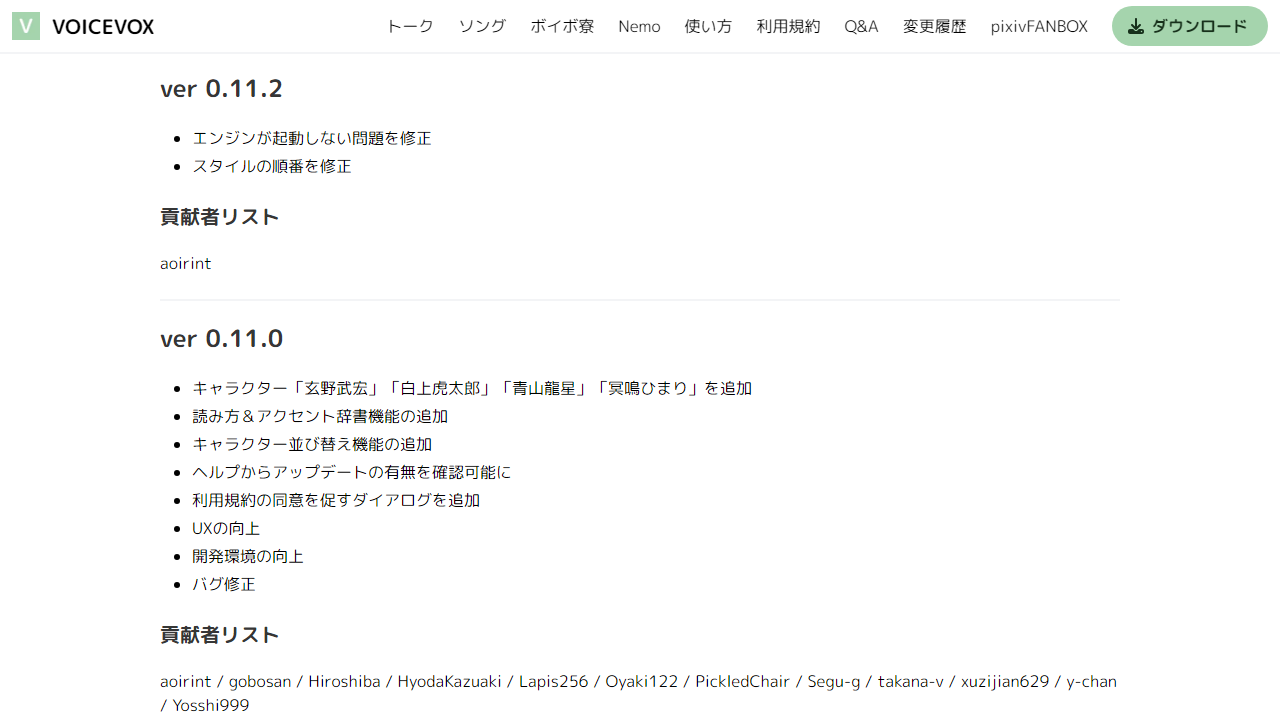 V VOICEVOX トーク ソング ボイボ寮 Nemo 使い方 利用規約 Q&A 変更履歴 pixivFANBOX ダウンロード
ver 0.11.2
エンジンが起動しない問題を修正
スタイルの順番を修正
貢献者リスト
aoirint
ver 0.11.0
キャラクター「玄野武宏」「白上虎太郎」「青山龍星」「冥鳴ひまり」を追加
読み方＆アクセント辞書機能の追加
キャラクター並び替え機能の追加
ヘルプからアップデートの有無を確認可能に
利用規約の同意を促すダイアログを追加
UXの向上
開発環境の向上
バグ修正
貢献者リスト
aoirint / gobosan / Hiroshiba / HyodaKazuaki / Lapis256 / Oyaki122 / PickledChair / Segu-g / takana-v / xuzijian629 / y-chan
/ Yosshi999